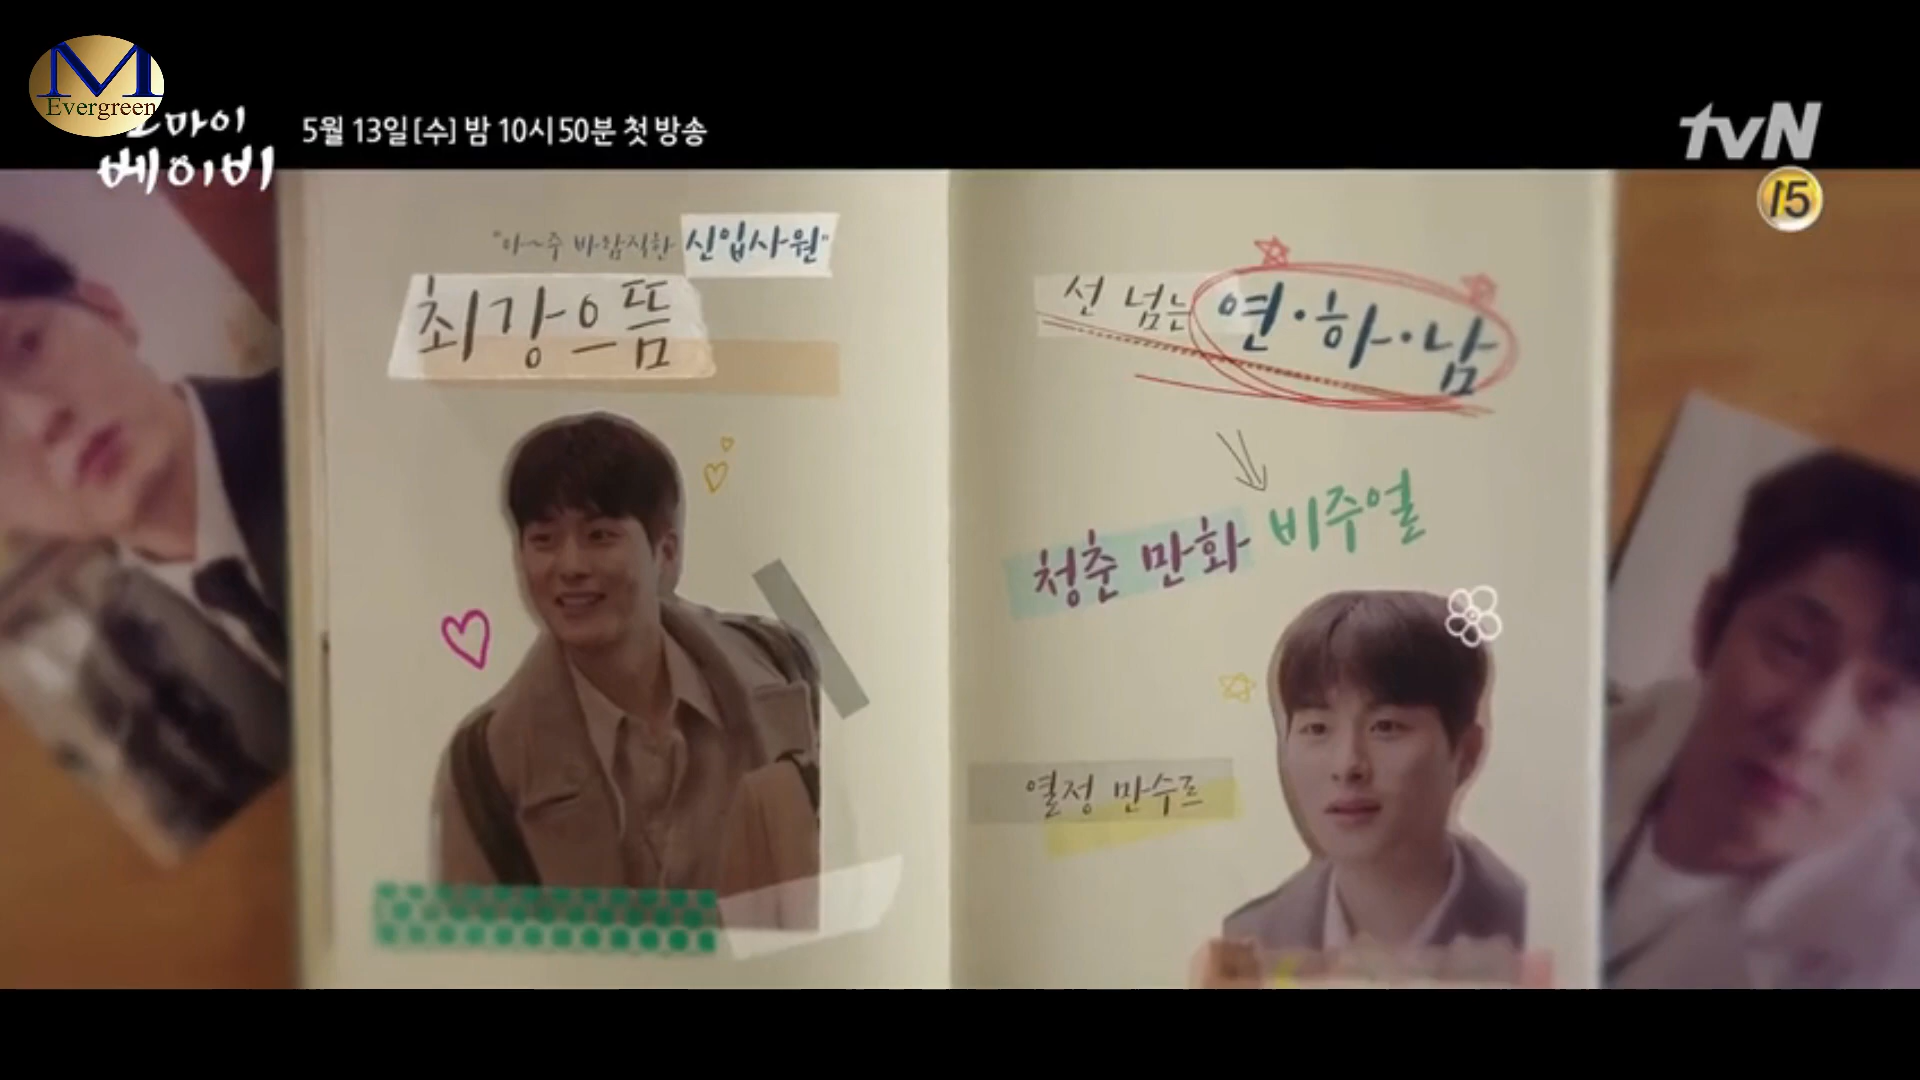 M
Evergreen
마이
베이비
5월 13일[수] 밤 10시 50분 첫 방송
tvN
15
"아~주 바람직한 신입사원"
최강으뜸
선 넘는 연·하·남
청춘 만화 비주얼
열정 만수르